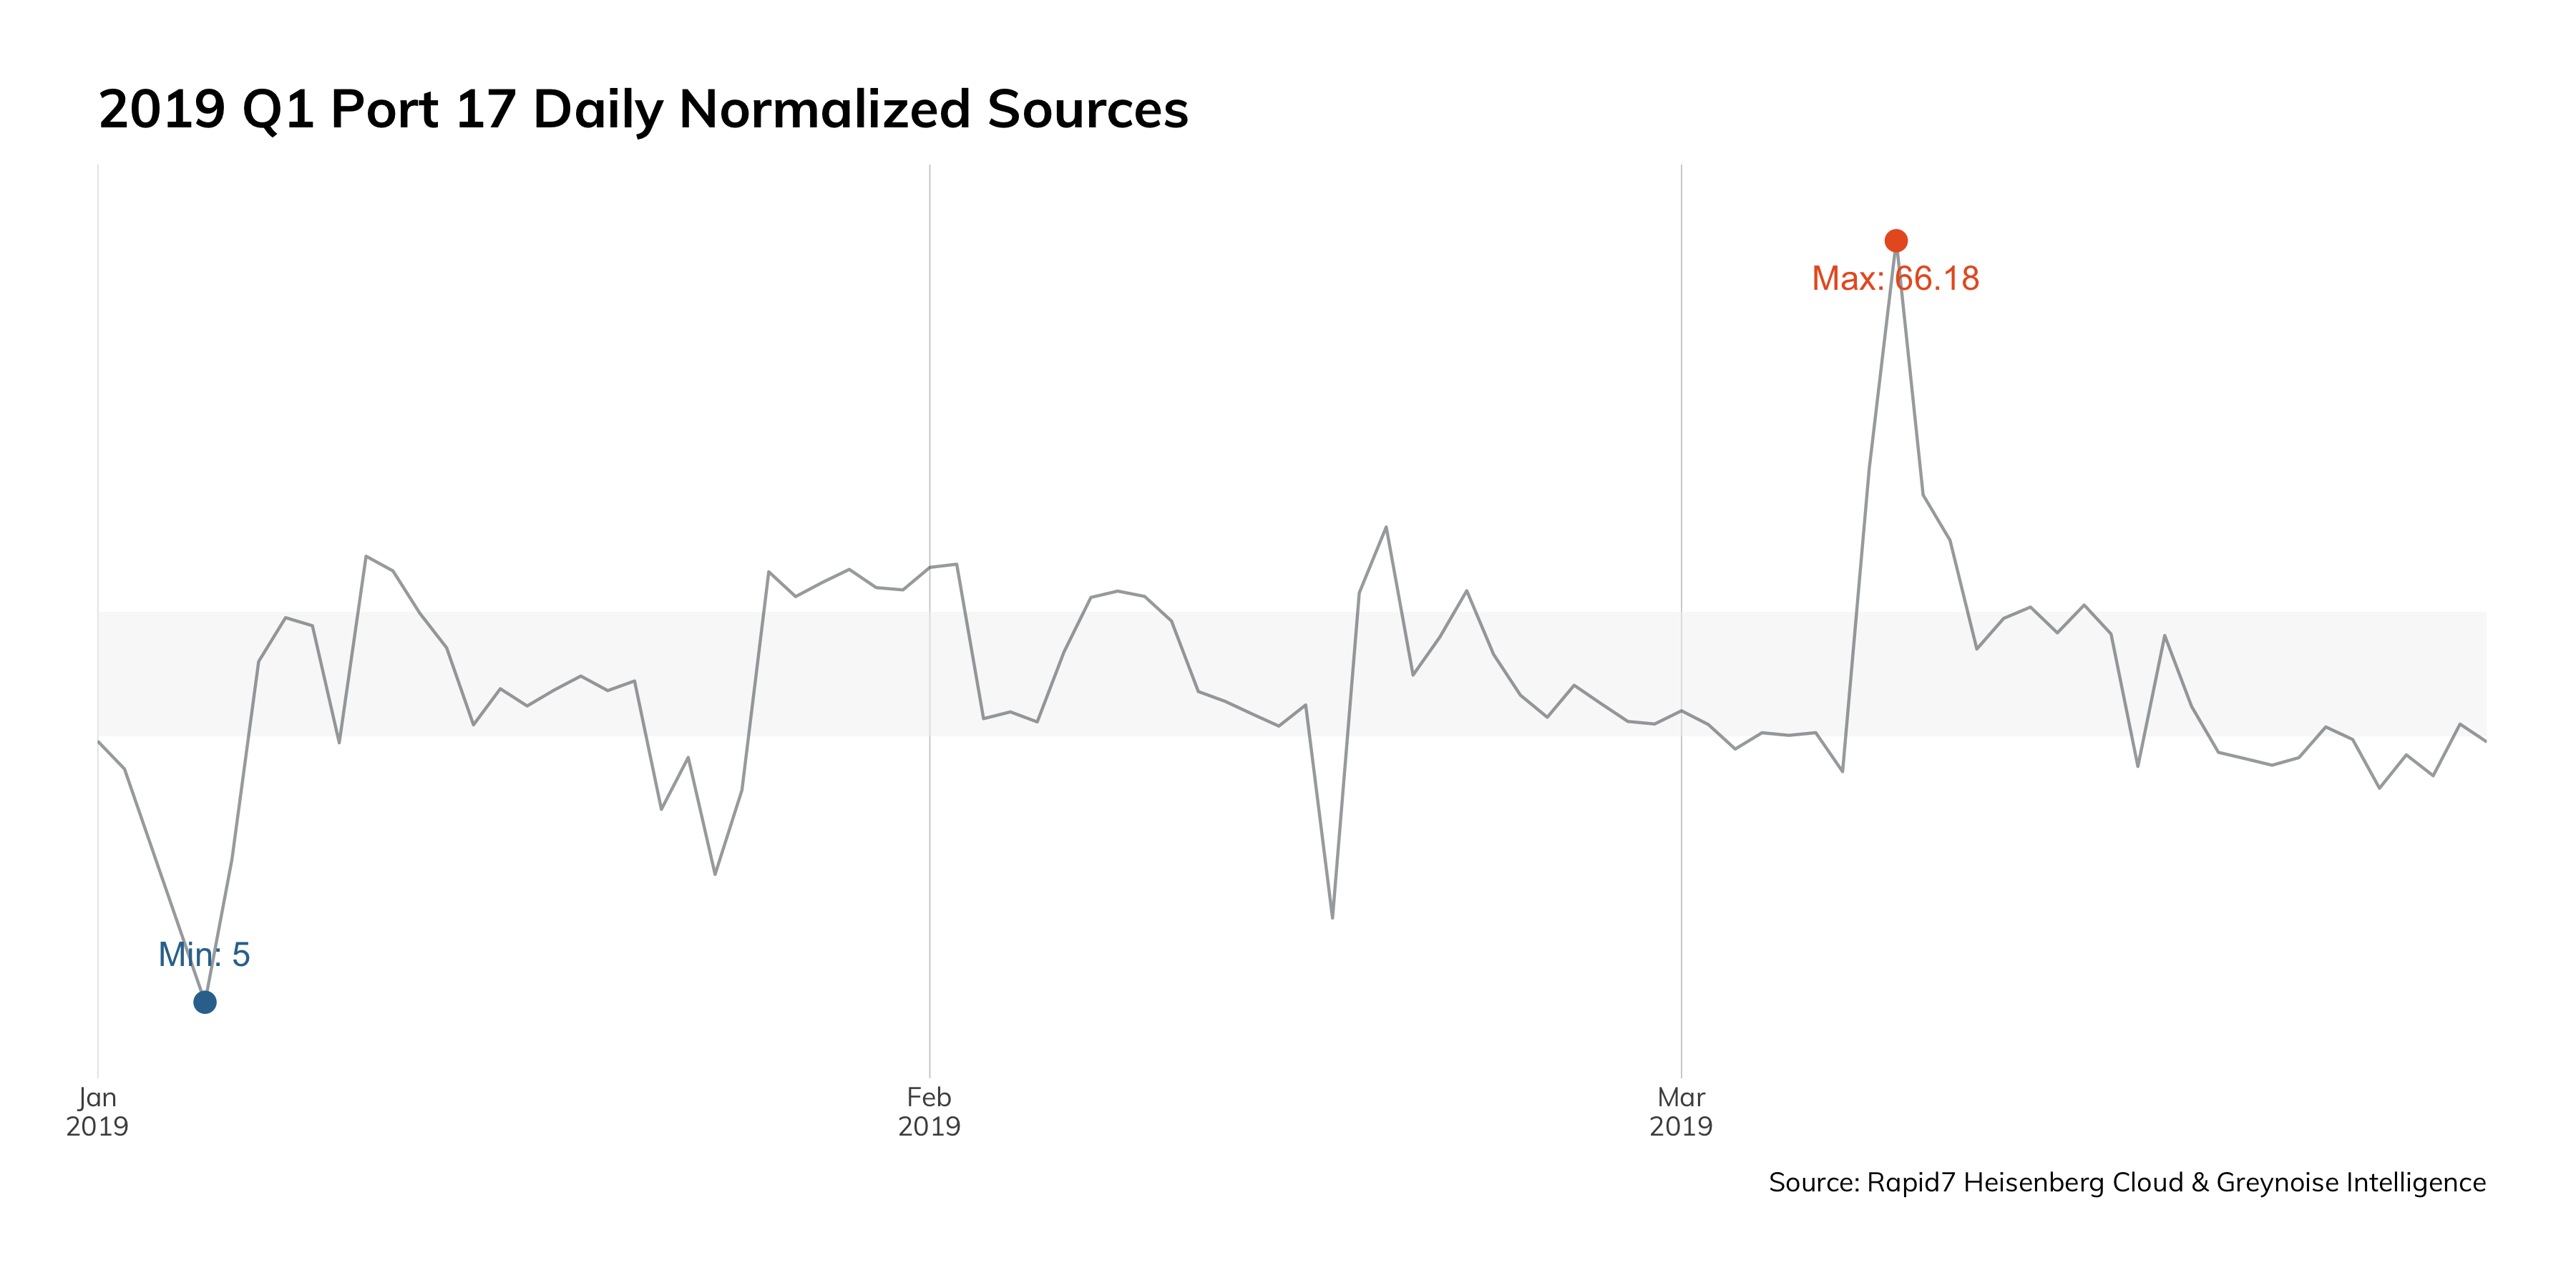 2019 Q1 Port 17 Daily Normalized Sources
Max: 66.18
Min: 5
Jan
2019
Feb
2019
Mar
2019
Source: Rapid7 Heisenberg Cloud & Greynoise Intelligence